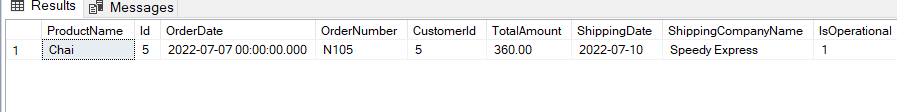 Results Messages
ProductName Id OrderDate OrderNumber CustomerId TotalAmount ShippingDate ShippingCompanyName IsOperational
1 Chai 5 2022-07-07 00:00:00.000 N105 5 360.00 2022-07-10 Speedy Express 1